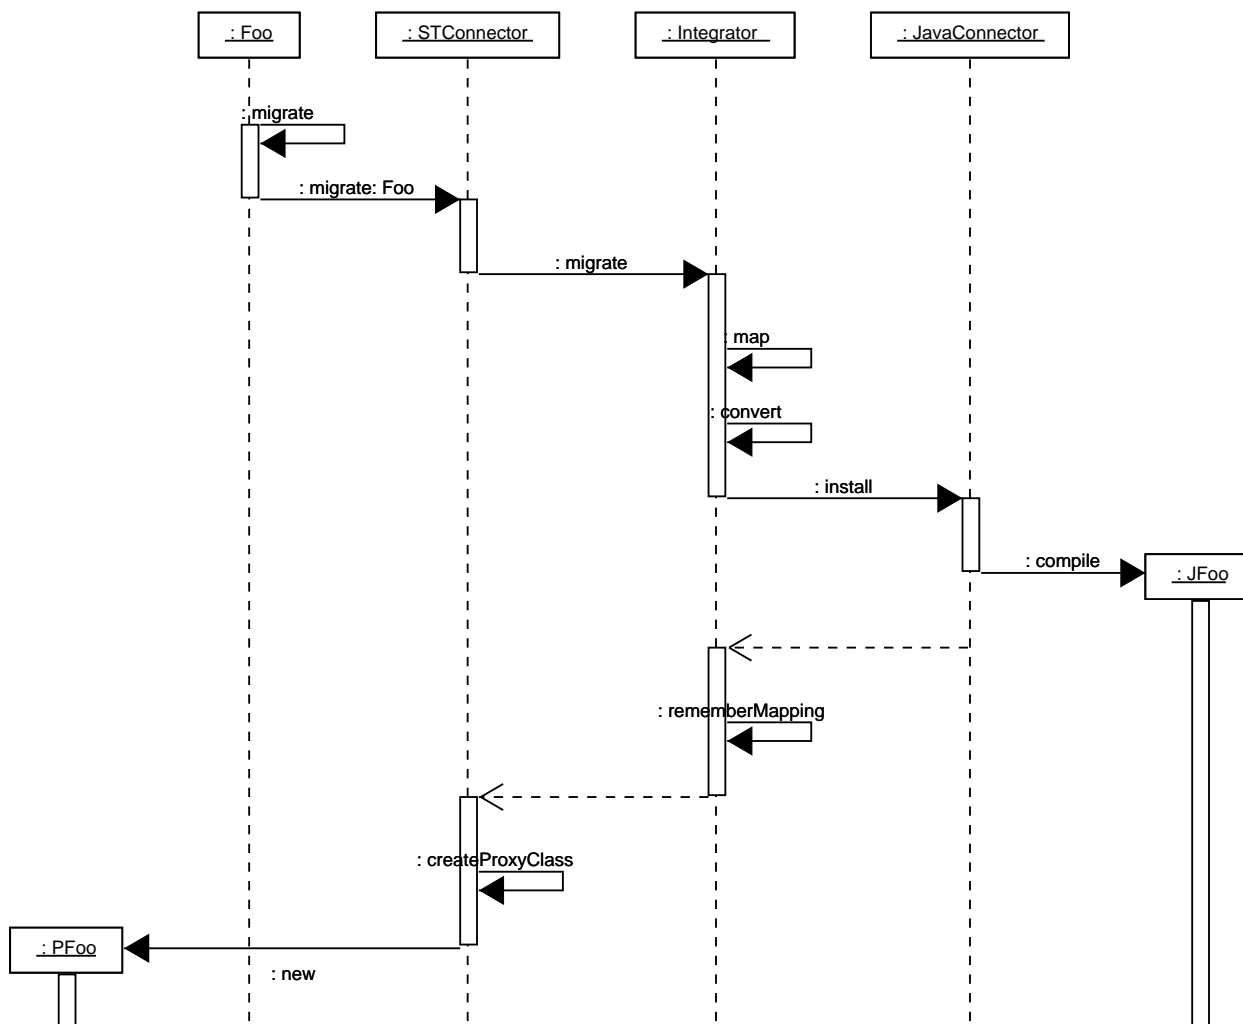 : Foo
: STConnector
: Integrator
: JavaConnector
: migrate
: migrate: Foo
: migrate
: map
: convert
: install
: compile
: JFoo
: rememberMapping
: createProxyClass
: PFoo
: new